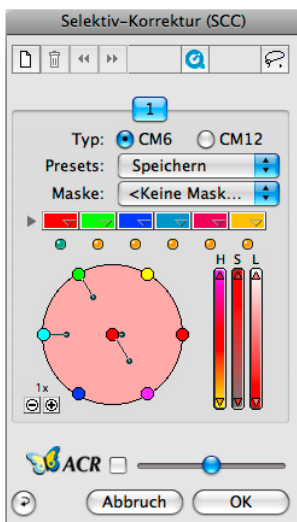 Selektiv-Korrektur (SCC)
1
Typ: CM6 CM12
Presets: Speichern
Maske: <Keine Mask...
H S L
1x
ACR
Abbruch OK